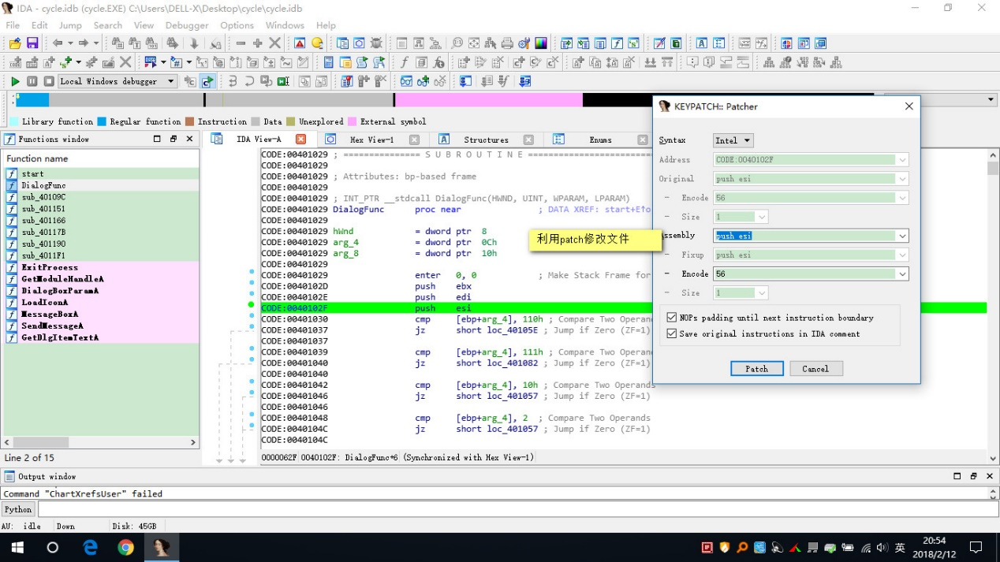 IDA - cycle.idb (cycle.EXE) C:\Users\DELL-X\Desktop\cycle\cycle.idb
File Edit Jump Search View Debugger Options Windows Help
Local Windows debugger
Library function Regular function Instruction Data Unexplored External symbol
Functions window
Function name
start
DialogFunc
sub_40109C
sub_401151
sub_401166
sub_40117B
sub_401190
sub_4011F1
ExitProcess
GetModuleHandleA
DialogBoxParamA
LoadIconA
MessageBoxA
SendMessageA
GetDlgItemTextA
Line 2 of 15
IDA View-A Hex View-1 Structures Enums
CODE:00401029 ; =============== S U B R O U T I N E ==========================
CODE:00401029
CODE:00401029 ; Attributes: bp-based frame
CODE:00401029
CODE:00401029 ; INT_PTR __stdcall DialogFunc(HWND, UINT, WPARAM, LPARAM)
CODE:00401029 DialogFunc proc near ; DATA XREF: start+E↑o
CODE:00401029
CODE:00401029 hWnd = dword ptr 8
CODE:00401029 arg_4 = dword ptr 0Ch
CODE:00401029 arg_8 = dword ptr 10h
CODE:00401029
CODE:00401029 enter 0, 0 ; Make Stack Frame for
CODE:0040102D push ebx
CODE:0040102E push edi
CODE:0040102F push esi
CODE:00401030 cmp [ebp+arg_4], 110h ; Compare Two Operand
CODE:00401037 jz short loc_40105E ; Jump if Zero (ZF=1)
CODE:00401037
CODE:00401039 cmp [ebp+arg_4], 111h ; Compare Two Operand
CODE:00401040 jz short loc_401082 ; Jump if Zero (ZF=1)
CODE:00401040
CODE:00401042 cmp [ebp+arg_4], 10h ; Compare Two Operands
CODE:00401046 jz short loc_401057 ; Jump if Zero (ZF=1)
CODE:00401046
CODE:00401048 cmp [ebp+arg_4], 2 ; Compare Two Operands
CODE:0040104C jz short loc_401057 ; Jump if Zero (ZF=1)
CODE:0040104C
0000062F 0040102F: DialogFunc+6 (Synchronized with Hex View-1)
利用patch修改文件
KEYPATCH:: Patcher
Syntax Intel
Address CODE:0040102F
Original push esi
- Encode 56
- Size 1
Assembly push esi
- Fixup push esi
- Encode 56
- Size 1
NOPs padding until next instruction boundary
Save original instructions in IDA comment
Patch Cancel
Output window
Command "ChartXrefsUser" failed
Python
AU: idle Down Disk: 45GB
英
20:54
2018/2/12